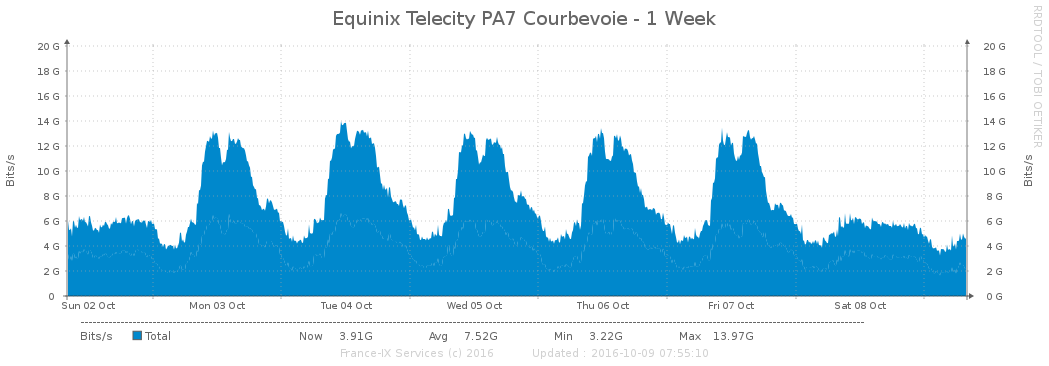 Equinix Telecity PA7 Courbevoie - 1 Week
RRDTOOL / TOBI OETIKER
Bits/s
20 G 20 G
18 G 18 G
16 G 16 G
14 G 14 G
12 G 12 G
10 G 10 G
8 G 8 G
6 G 6 G
4 G 4 G
2 G 2 G
0 0 G
Bits/s
Sun 02 Oct Mon 03 Oct Tue 04 Oct Wed 05 Oct Thu 06 Oct Fri 07 Oct Sat 08 Oct
Bits/s Total Now 3.91G Avg 7.52G Min 3.22G Max 13.97G
France-IX Services (c) 2016 Updated : 2016-10-09 07:55:10